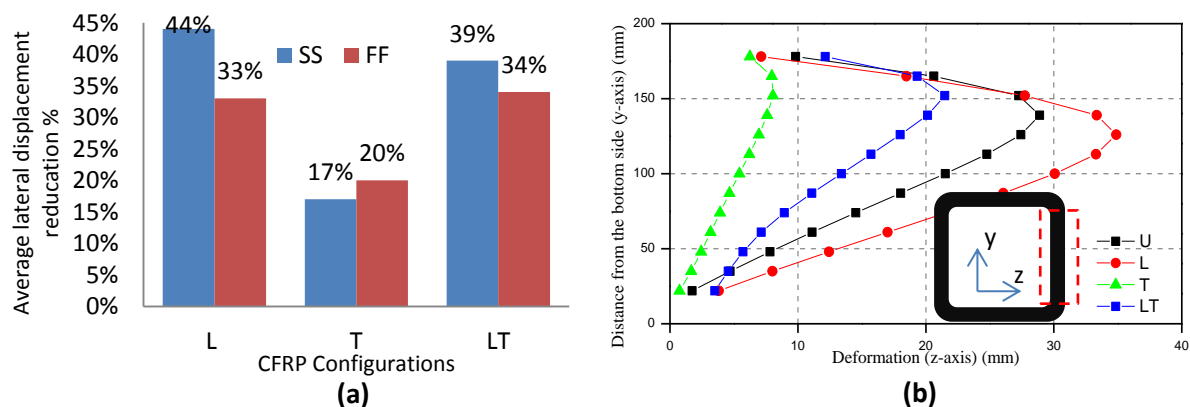 Average lateral displacement
reducation %
45%
40%
35%
30%
25%
20%
15%
10%
5%
0%
44%
33%
17%
20%
39%
34%
SS FF
L T LT
CFRP Configurations
(a)
b)
Distance from the bottom side (y-axis) (mm)
200
150
100
50
0
y
z
U
L
T
LT
0 10 20 30 40
Deformation (z-axis) (mm)
(b)